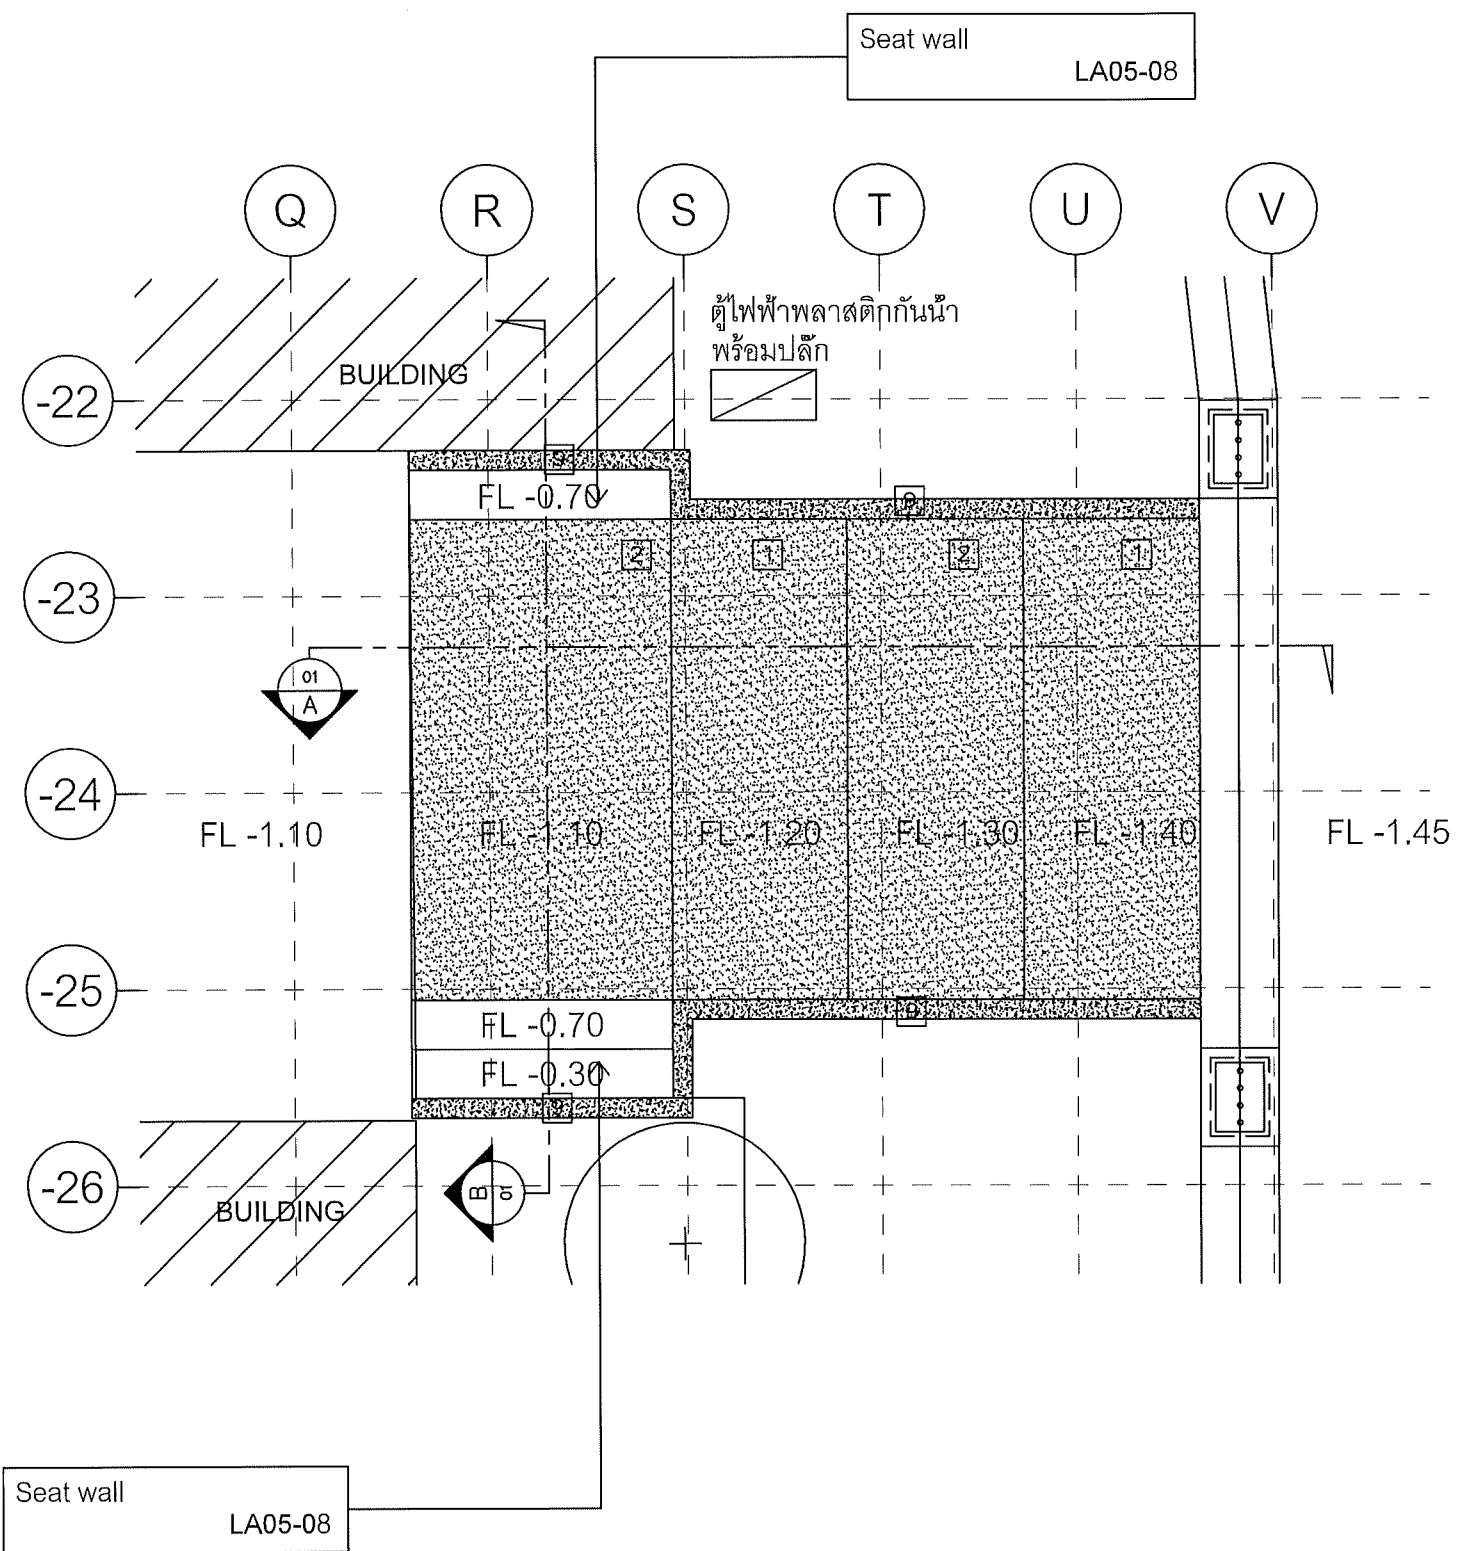 Seat wall
LA05-08
Q
R
S
T
U
V
ตู้ไฟฟ้าพลาสติกกันน้ำ
พร้อมปลั๊ก
BUILDING
-22
FL -0.70
2
1
2
1
-23
01
A
-24
FL -1.10
FL -1.10
FL -1.20
FL -1.30
FL -1.40
FL -1.45
-25
FL -0.70
FL -0.30
-26
B
01
BUILDING
Seat wall
LA05-08